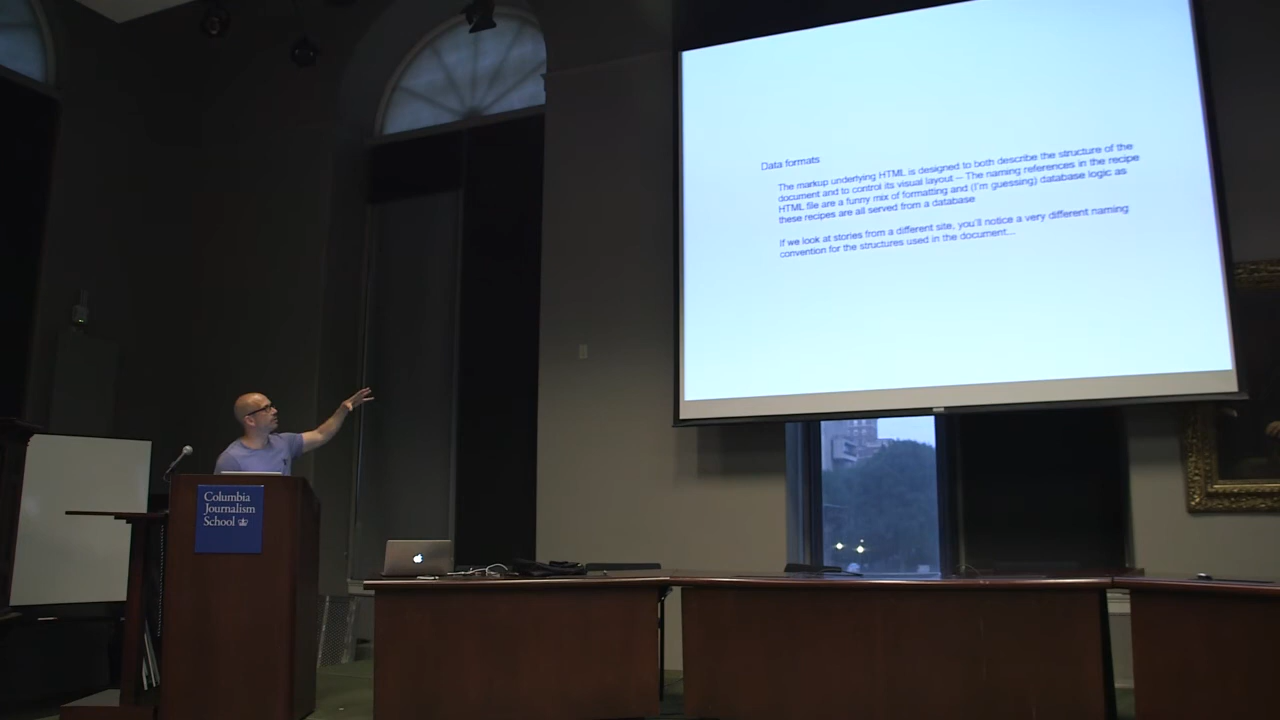 Data formats
The markup underlying HTML is designed to both describe the structure of the
document and to control its visual layout — The naming references in the recipe
HTML file are a funny mix of formatting and (I'm guessing) database logic as
these recipes are all served from a database
If we look at stories from a different site, you'll notice a very different naming
convention for the structures used in the document...
Columbia
Journalism
School